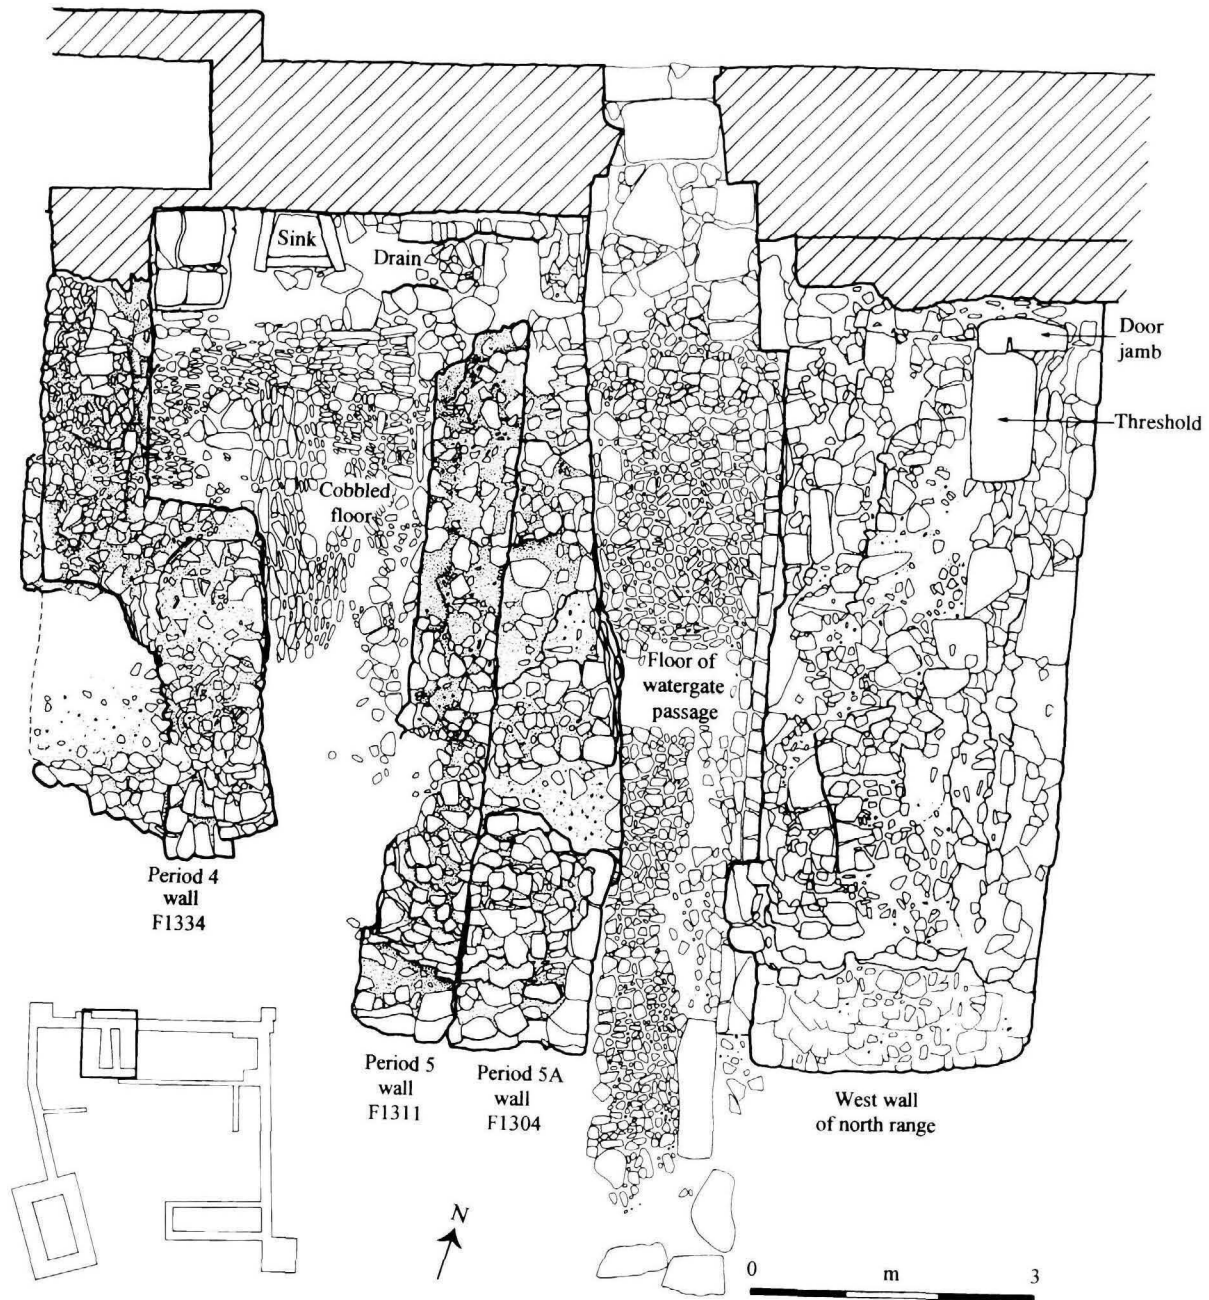 Sink
Drain
Door
jamb
Threshold
Cobbled
floor
Floor of
watergate
passage
Period 4
wall
F1334
Period 5
wall
F1311
Period 5A
wall
F1304
West wall
of north range
N
0 m 3